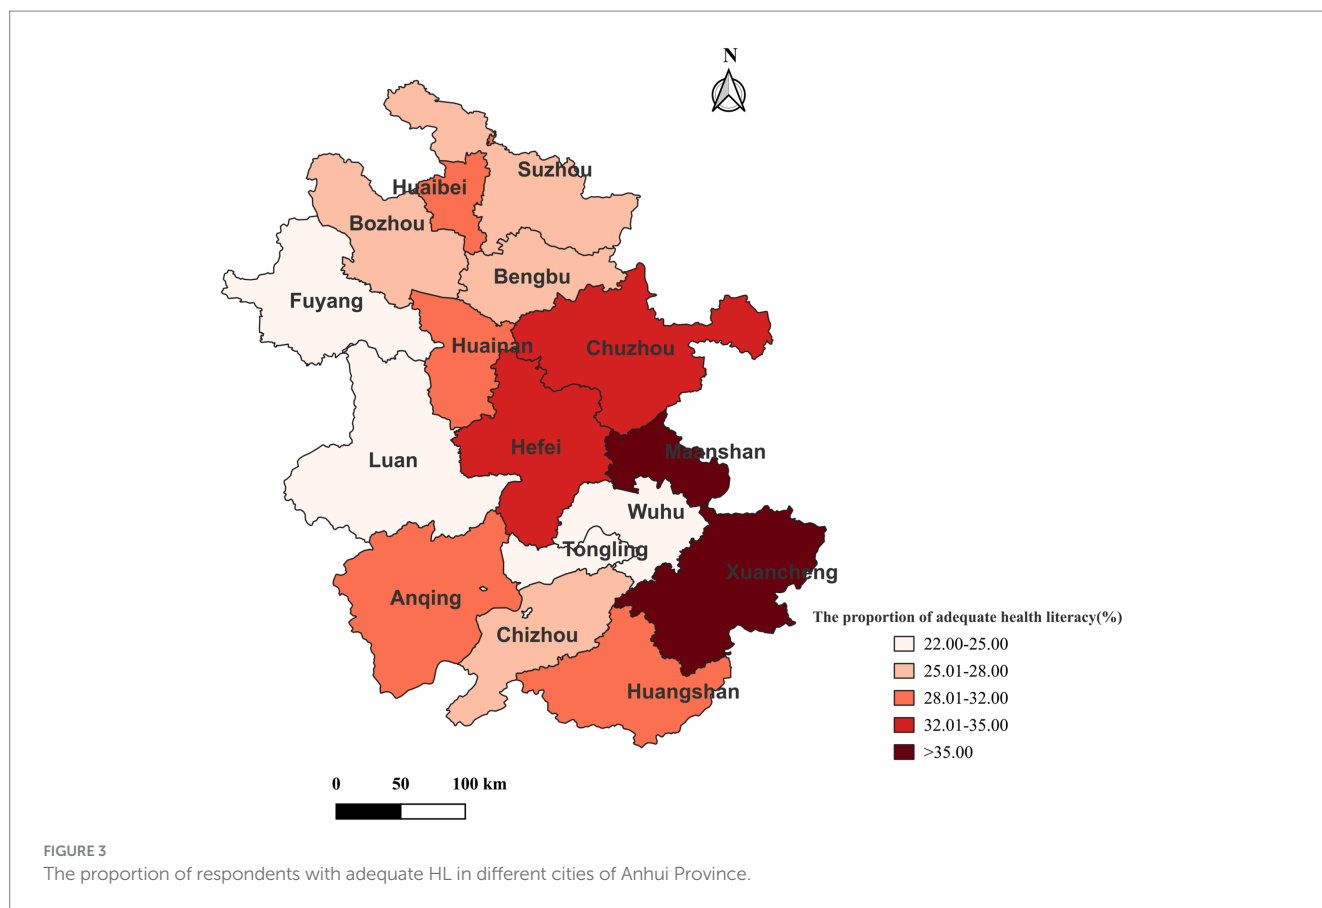 N
Suzhou
Huaibei
Bozhou
Bengbu
Fuyang
Huainan
Chuzhou
Hefei
Maanshan
Luan
Wuhu
Tongling
Xuancheng
Anqing
Chizhou
Huangshan
The proportion of adequate health literacy(%)
22.00-25.00
25.01-28.00
28.01-32.00
32.01-35.00
>35.00
0 50 100 km
FIGURE 3
The proportion of respondents with adequate HL in different cities of Anhui Province.